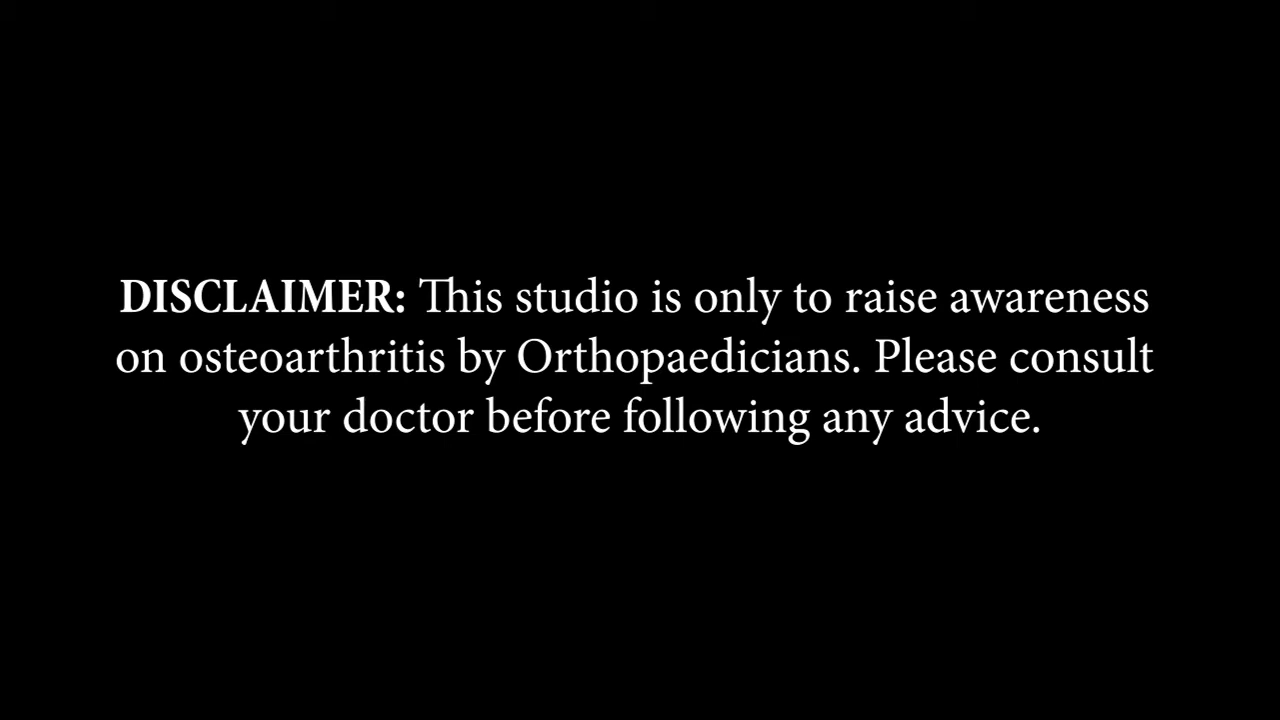 DISCLAIMER: This studio is only to raise awareness
on osteoarthritis by Orthopaedicians. Please consult
your doctor before following any advice.